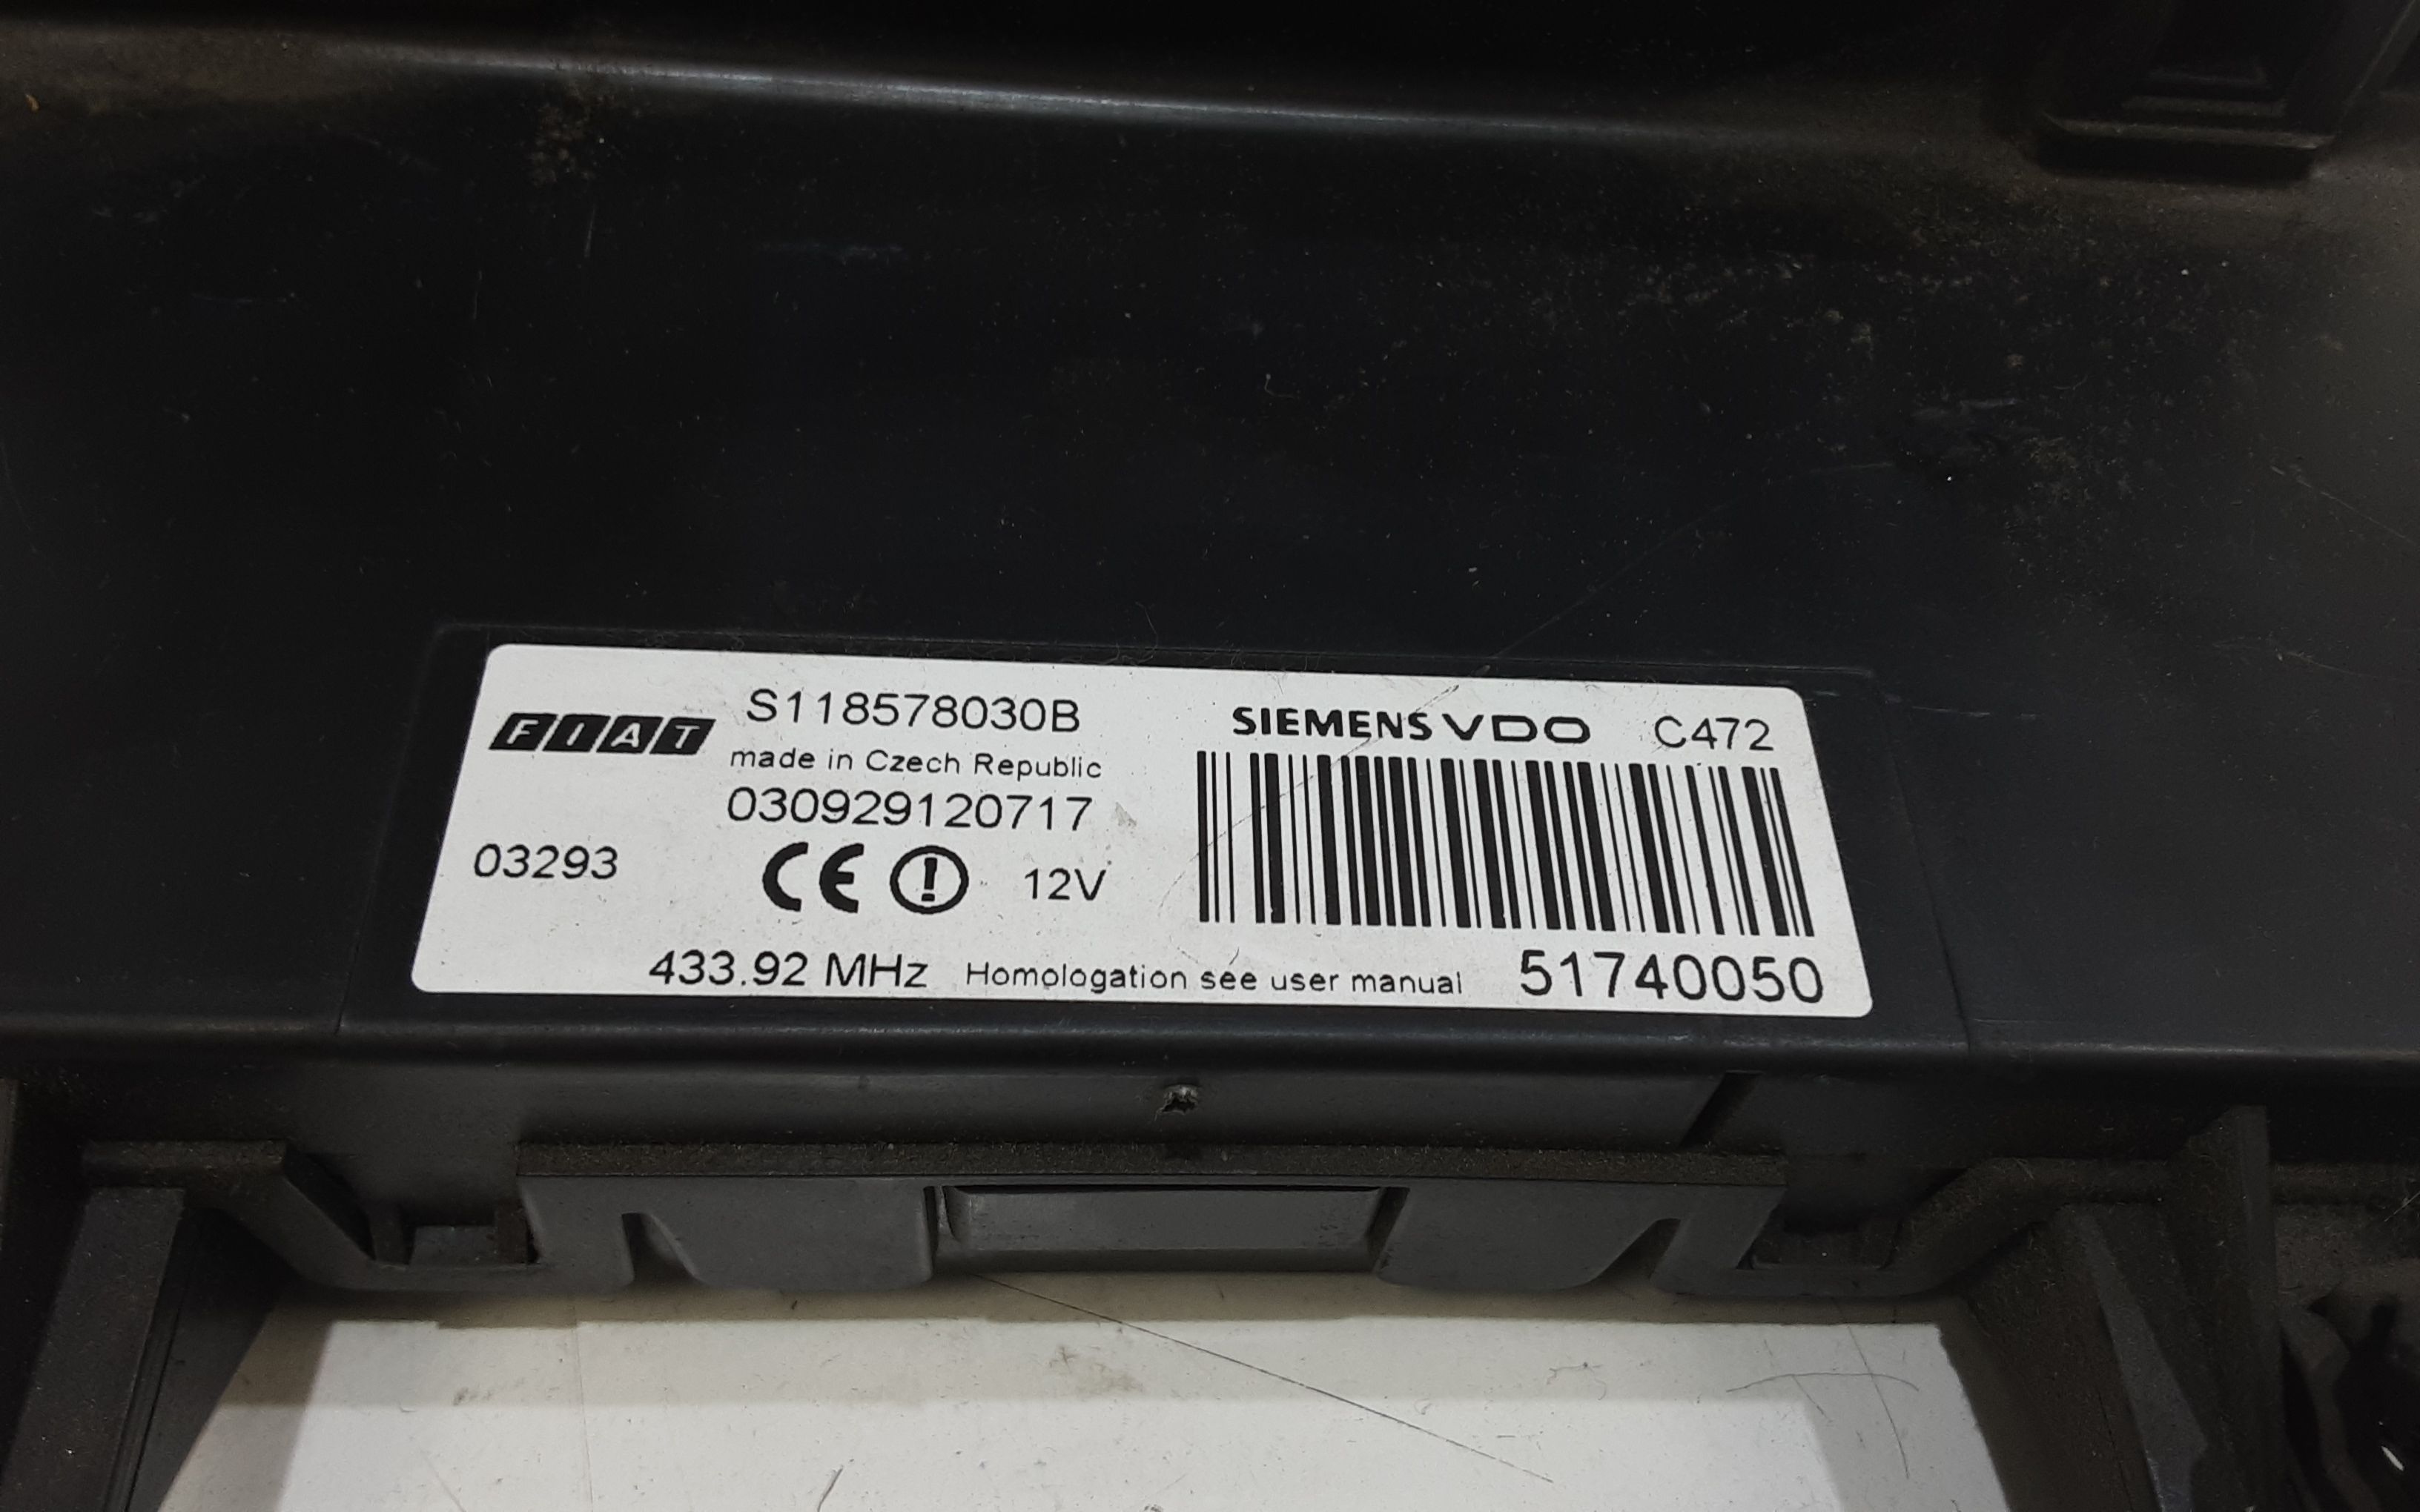 FIAT
S118578030B
made in Czech Republic
030929120717
03293
CE
12V
433.92 MHz Homologation see user manual
SIEMENS VDO C472
51740050